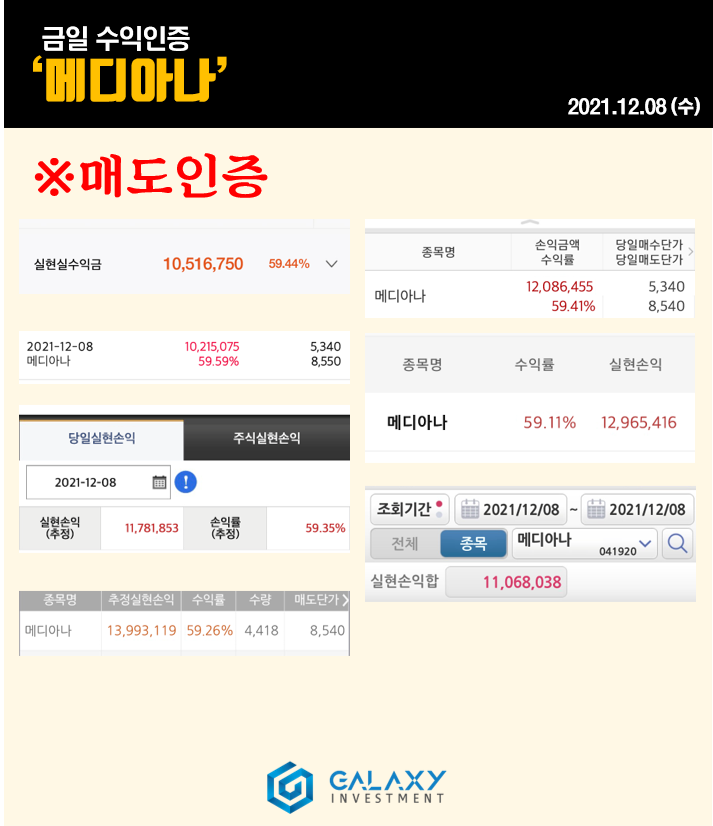 금일 수익인증
‘메디아나’
2021.12.08 (수)
※매도인증
실현실수익금 10,516,750 59.44%
2021-12-08 10,215,075 5,340
메디아나 59.59% 8,550
당일실현손익 주식실현손익
2021-12-08
실현손익 (추정) 11,781,853 손익률 (추정) 59.35%
종목명 추정실현손익 수익률 수량 매도단가
메디아나 13,993,119 59.26% 4,418 8,540
종목명 손익금액 당일매수단가
수익률 당일매도단가
메디아나 12,086,455 5,340
59.41% 8,540
종목명 수익률 실현손익
메디아나 59.11% 12,965,416
조회기간 2021/12/08 ~ 2021/12/08
전체 종목 메디아나 041920
실현손익합 11,068,038
GALAXY
INVESTMENT